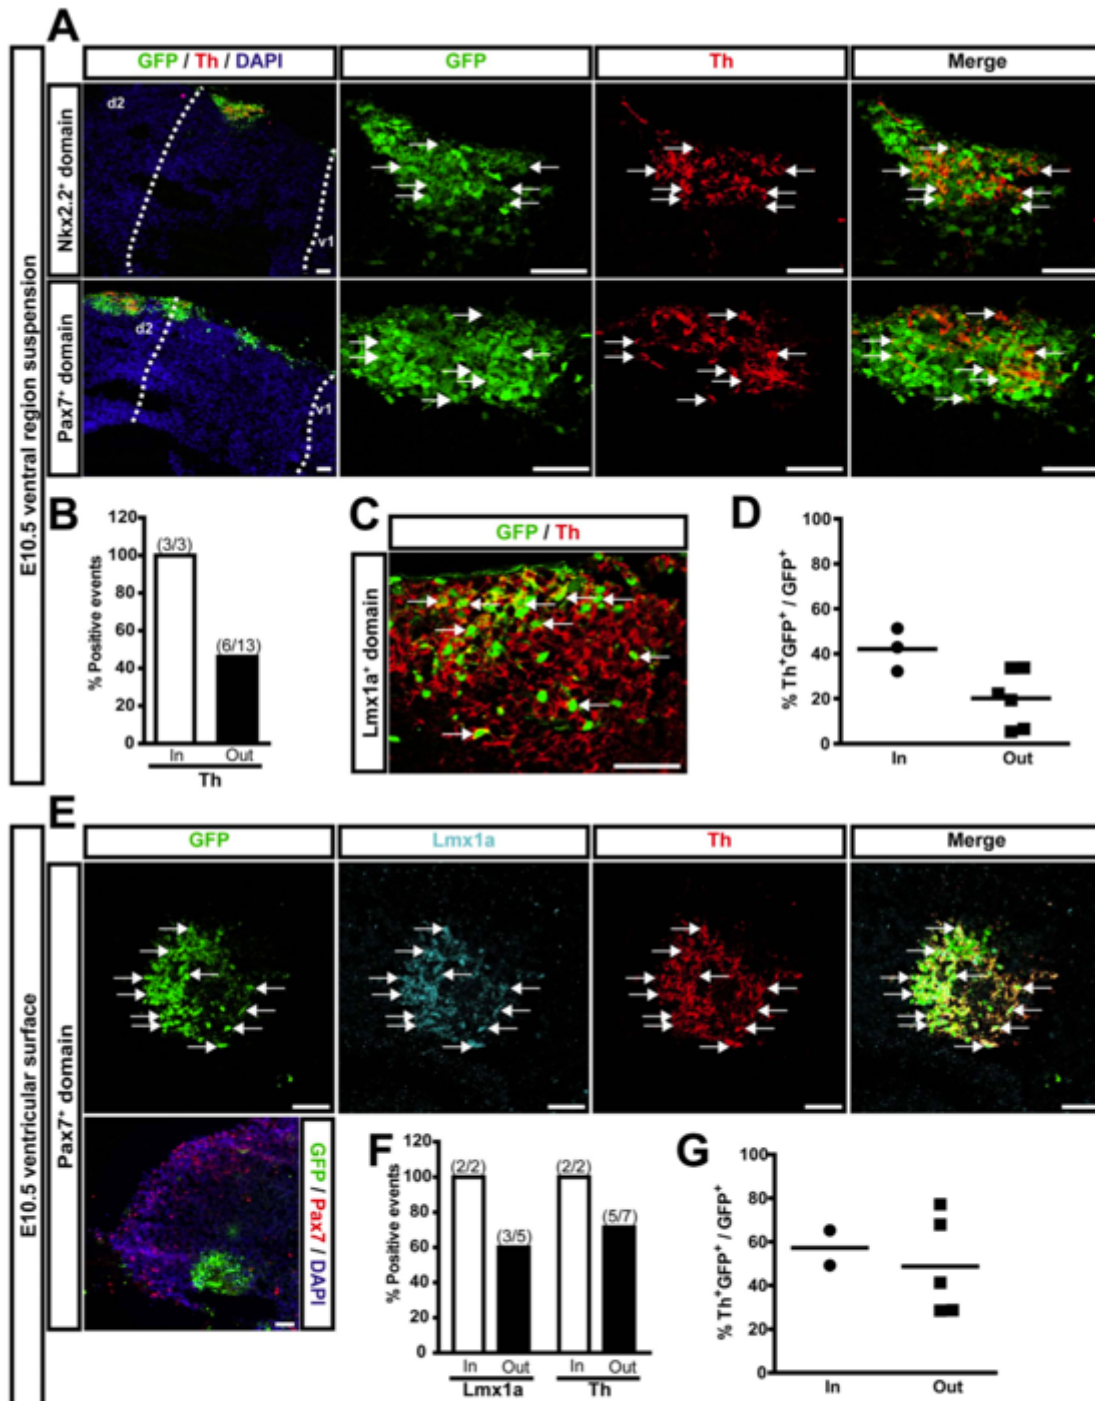 A
GFP / Th / DAPI
GFP
Th
Merge
E10.5 ventral region suspension
Nkx2.2⁺ domain
d2
v1
Pax7⁺ domain
d2
v1
B
% Positive events
120
100
80
60
40
20
0
(3/3)
(6/13)
In
Out
Th
C
GFP / Th
Lmx1a⁺ domain
D
% Th⁺GFP⁺ / GFP⁺
100
80
60
40
20
0
In
Out
E
GFP
Lmx1a
Th
Merge
E10.5 ventricular surface
Pax7⁺ domain
GFP / Pax7 / DAPI
F
% Positive events
120
100
80
60
40
20
0
(2/2)
(3/5)
(2/2)
(5/7)
In
Out
In
Out
Lmx1a
Th
G
% Th⁺GFP⁺ / GFP⁺
100
80
60
40
20
0
In
Out